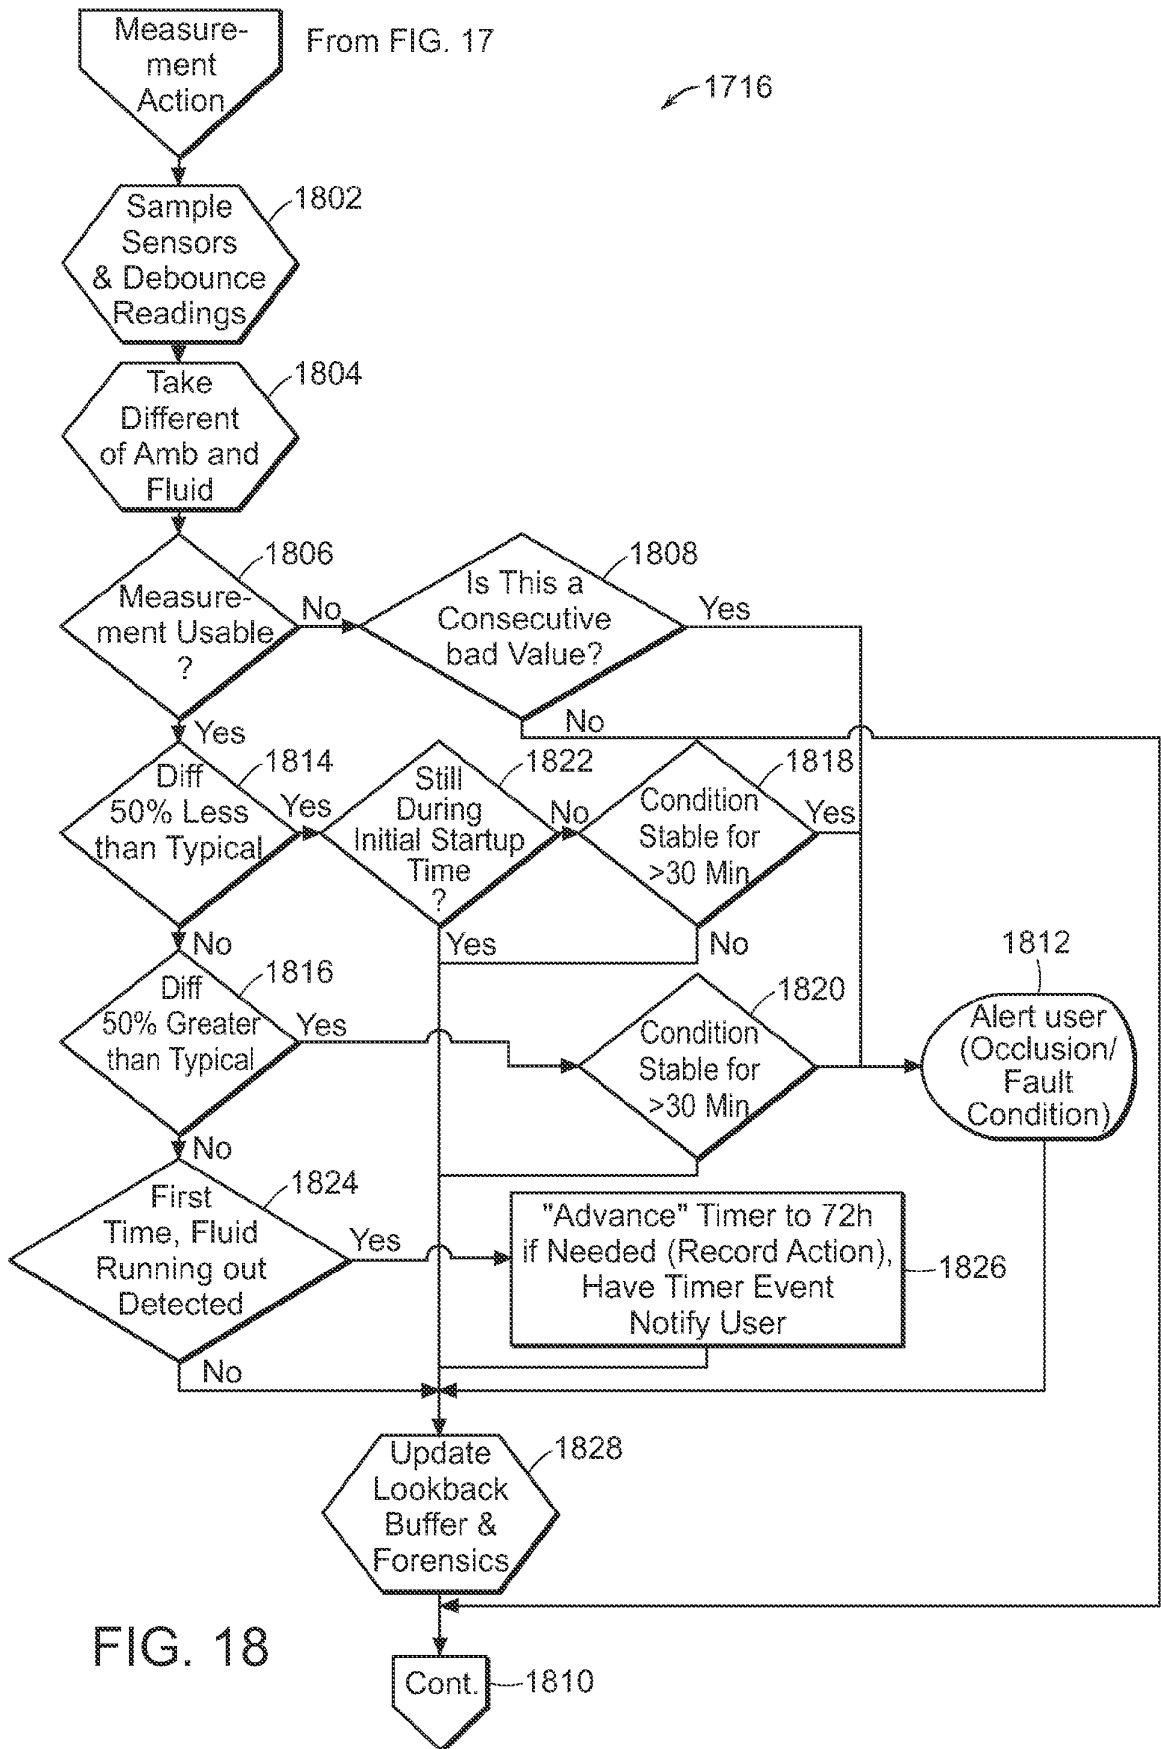 Measure-
ment
Action
From FIG. 17
1716
1802
Sample
Sensors
& Debounce
Readings
1804
Take
Different
of Amb and
Fluid
1806
Measure-
ment Usable
?
No
Yes
1808
Is This a
Consecutive
bad Value?
Yes
No
1814
Diff
50% Less
than Typical
Yes
No
1822
Still
During
Initial Startup
Time
?
No
Yes
1818
Condition
Stable for
>30 Min
Yes
No
1816
Diff
50% Greater
than Typical
Yes
No
1820
Condition
Stable for
>30 Min
1812
Alert user
(Occlusion/
Fault
Condition)
1824
First
Time, Fluid
Running out
Detected
Yes
No
"Advance" Timer to 72h
if Needed (Record Action),
Have Timer Event
Notify User
1826
1828
Update
Lookback
Buffer &
Forensics
FIG. 18
Cont.
1810